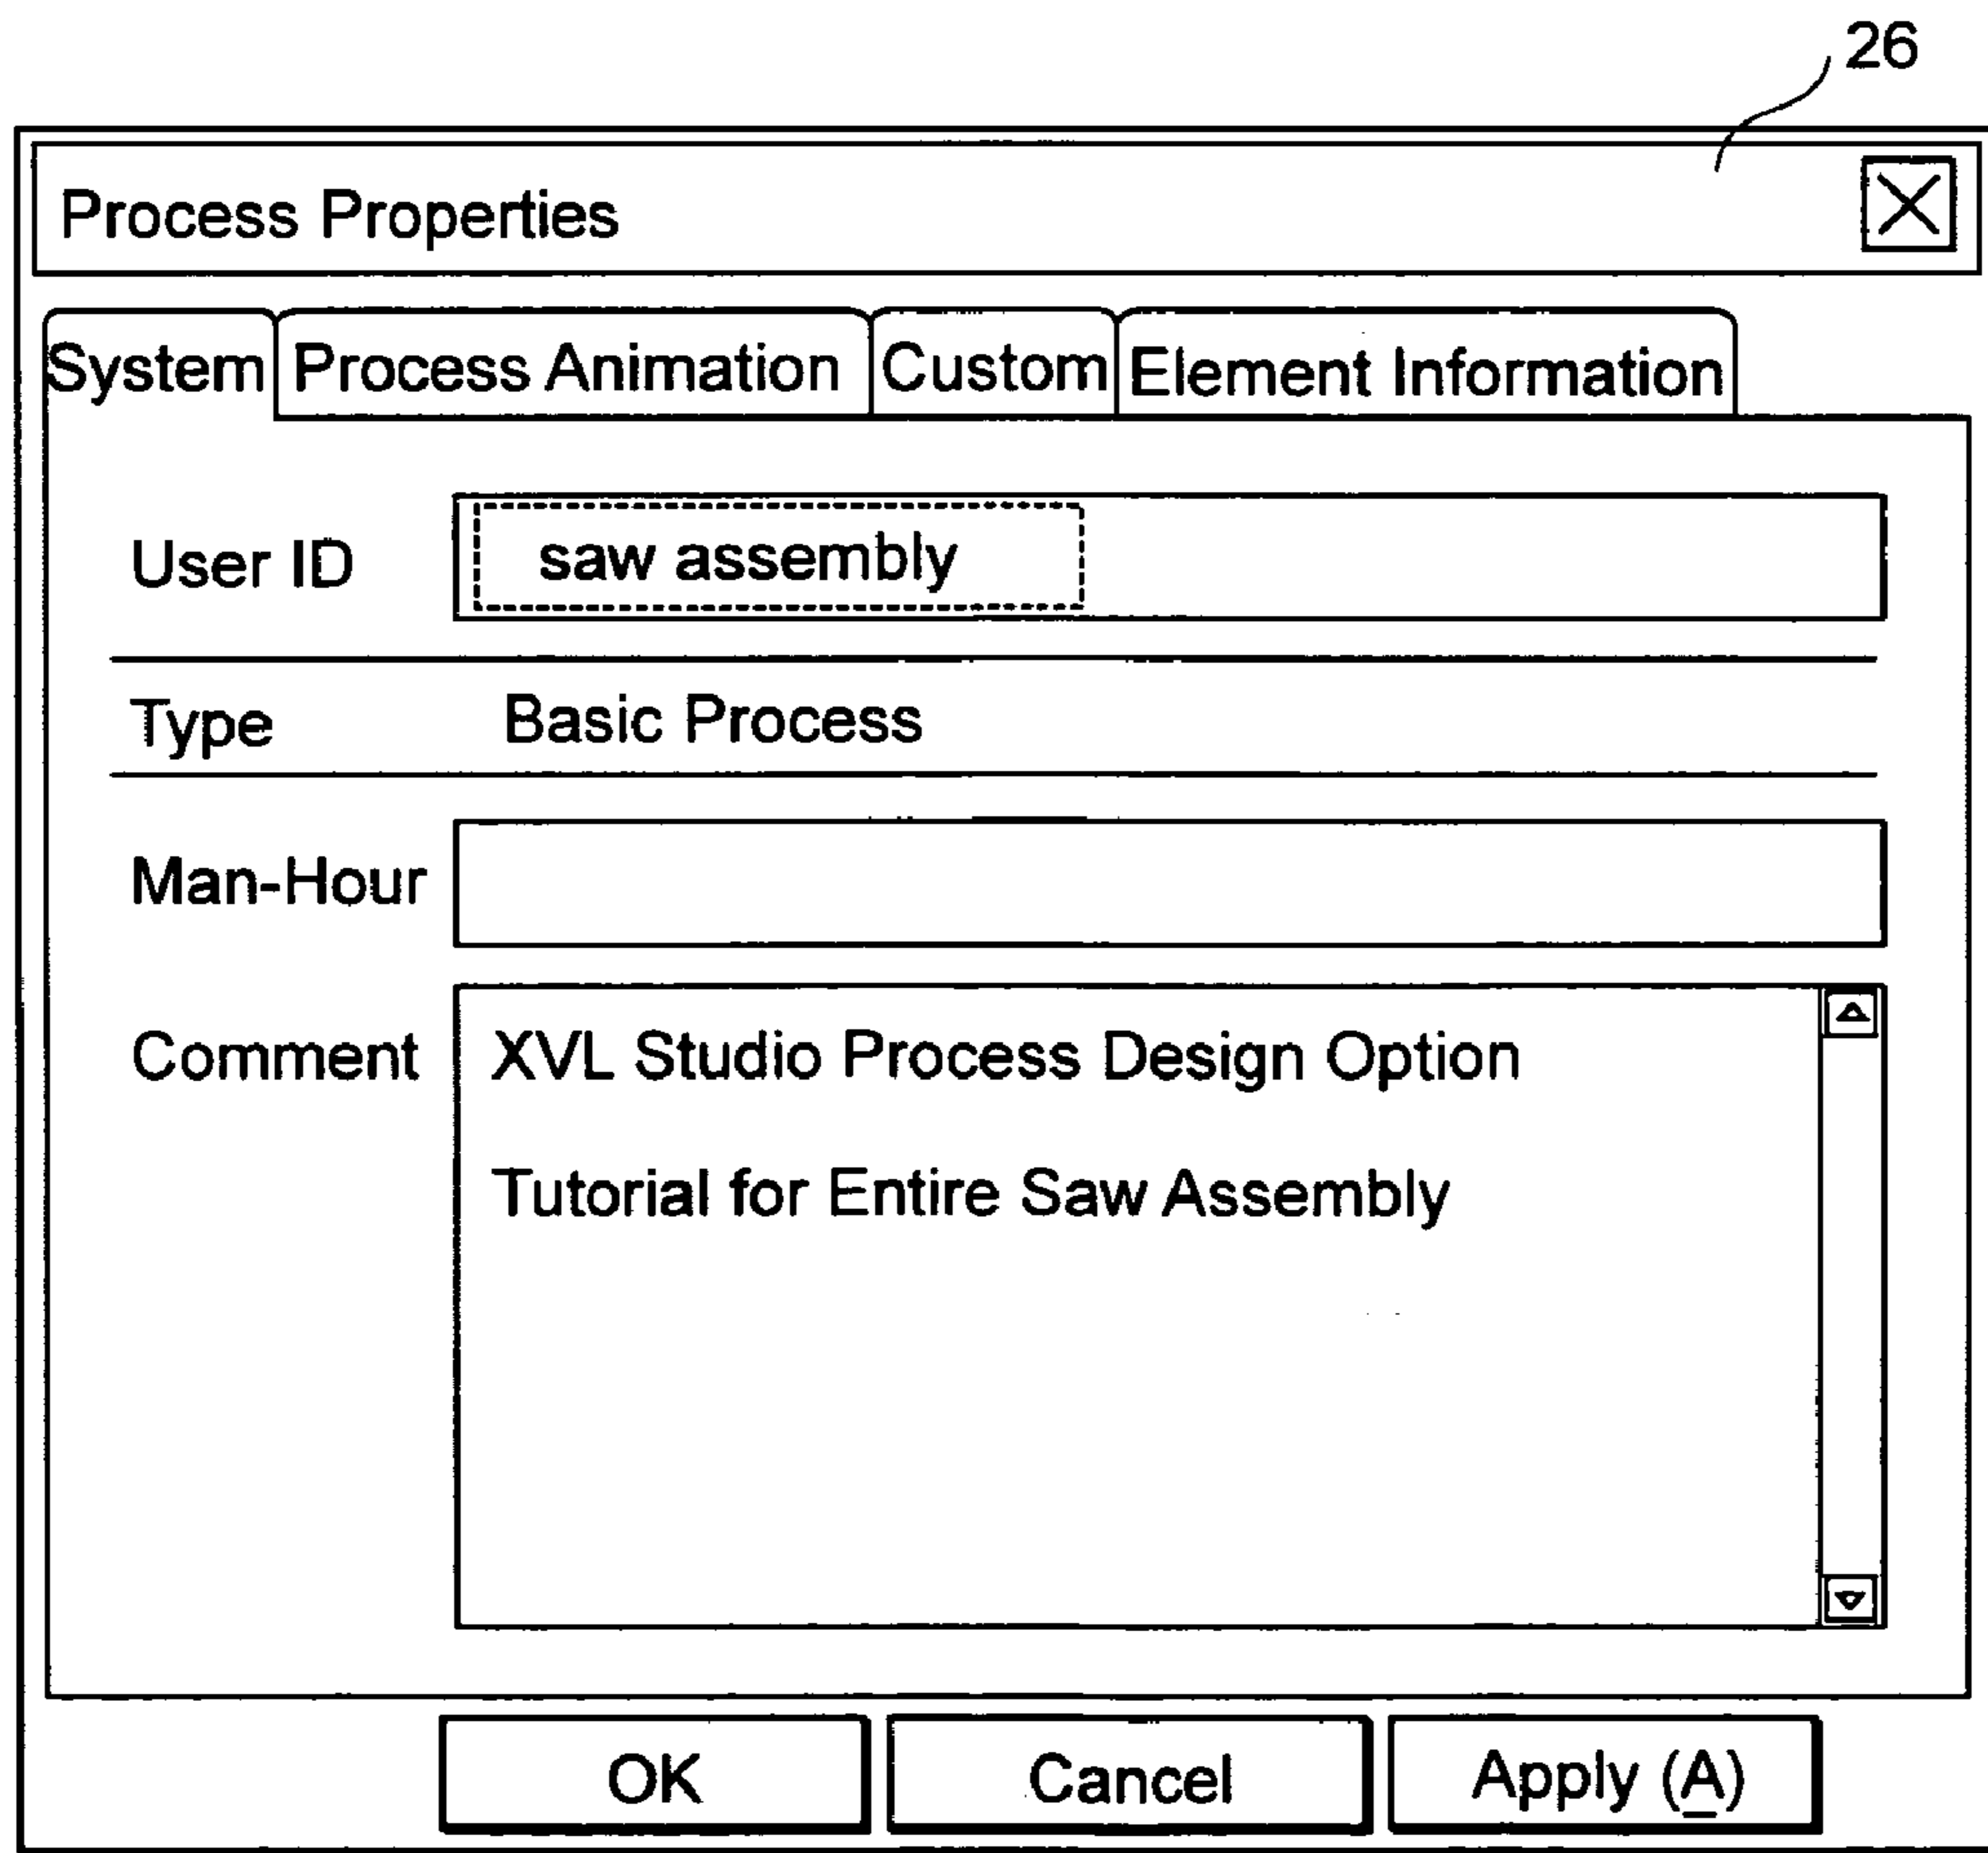 26
Process Properties
System Process Animation Custom Element Information
User ID saw assembly
Type Basic Process
Man-Hour
Comment XVL Studio Process Design Option
Tutorial for Entire Saw Assembly
OK Cancel Apply (A)